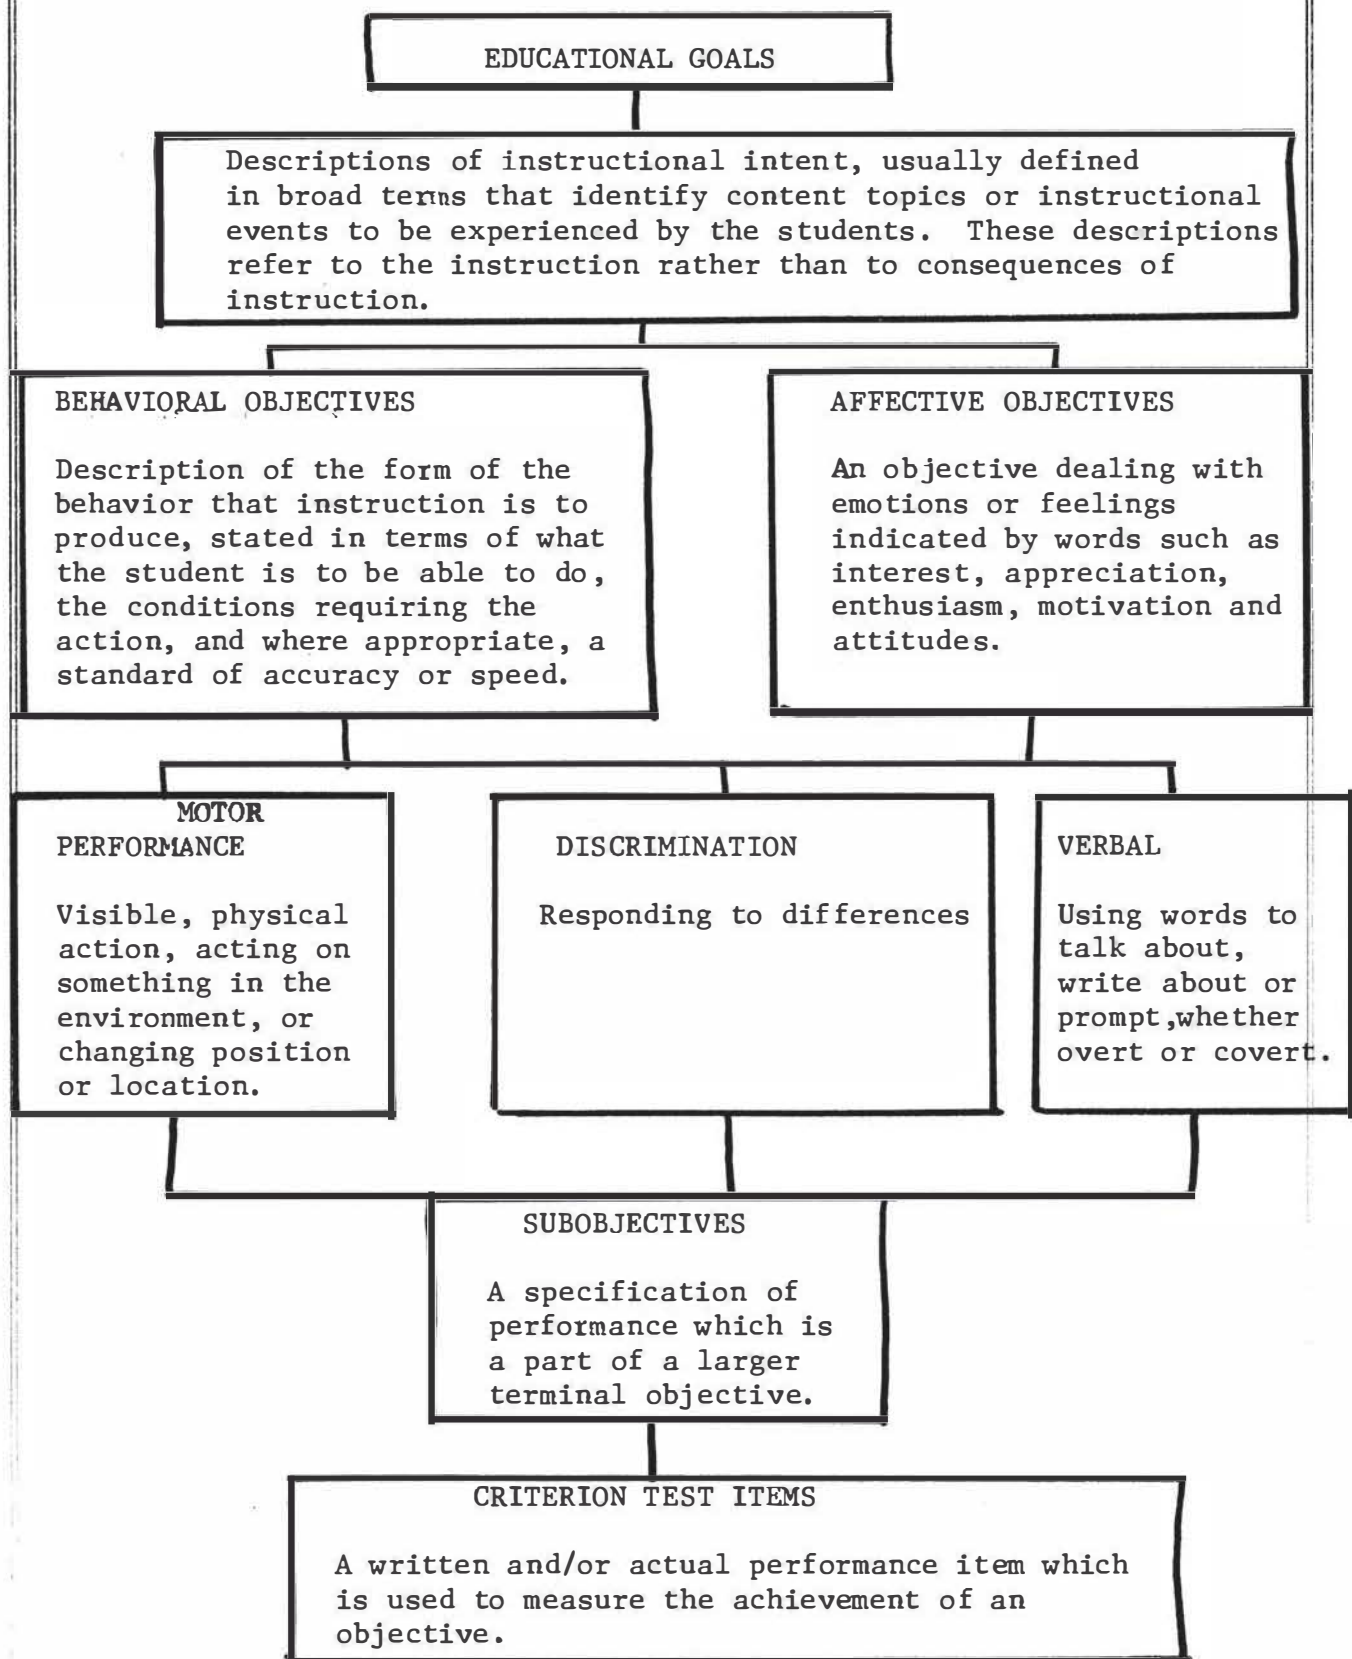 EDUCATIONAL GOALS
Descriptions of instructional intent, usually defined
in broad terms that identify content topics or instructional
events to be experienced by the students. These descriptions
refer to the instruction rather than to consequences of
instruction.
BEHAVIORAL OBJECTIVES
Description of the form of the
behavior that instruction is to
produce, stated in terms of what
the student is to be able to do,
the conditions requiring the
action, and where appropriate, a
standard of accuracy or speed.
AFFECTIVE OBJECTIVES
An objective dealing with
emotions or feelings
indicated by words such as
interest, appreciation,
enthusiasm, motivation and
attitudes.
MOTOR
PERFORMANCE
Visible, physical
action, acting on
something in the
environment, or
changing position
or location.
DISCRIMINATION
Responding to differences
VERBAL
Using words to
talk about,
write about or
prompt,whether
overt or covert.
SUBOBJECTIVES
A specification of
performance which is
a part of a larger
terminal objective.
CRITERION TEST ITEMS
A written and/or actual performance item which
is used to measure the achievement of an
objective.